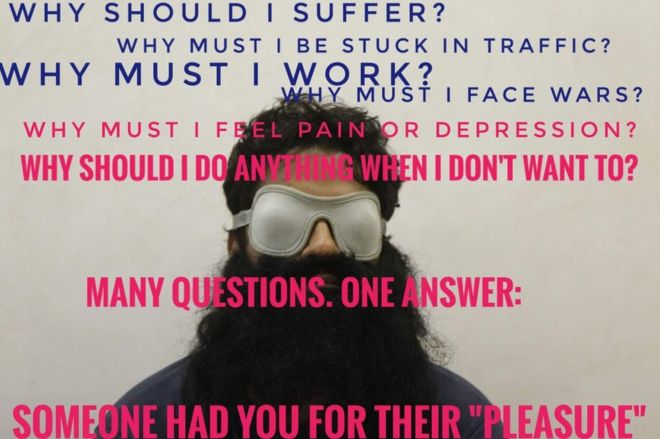 WHY SHOULD I SUFFER?
WHY MUST I BE STUCK IN TRAFFIC?
WHY MUST I WORK?
WHY MUST I FACE WARS?
WHY MUST I FEEL PAIN OR DEPRESSION?
WHY SHOULD I DO ANYTHING WHEN I DON'T WANT TO?
MANY QUESTIONS. ONE ANSWER:
SOMEONE HAD YOU FOR THEIR "PLEASURE"